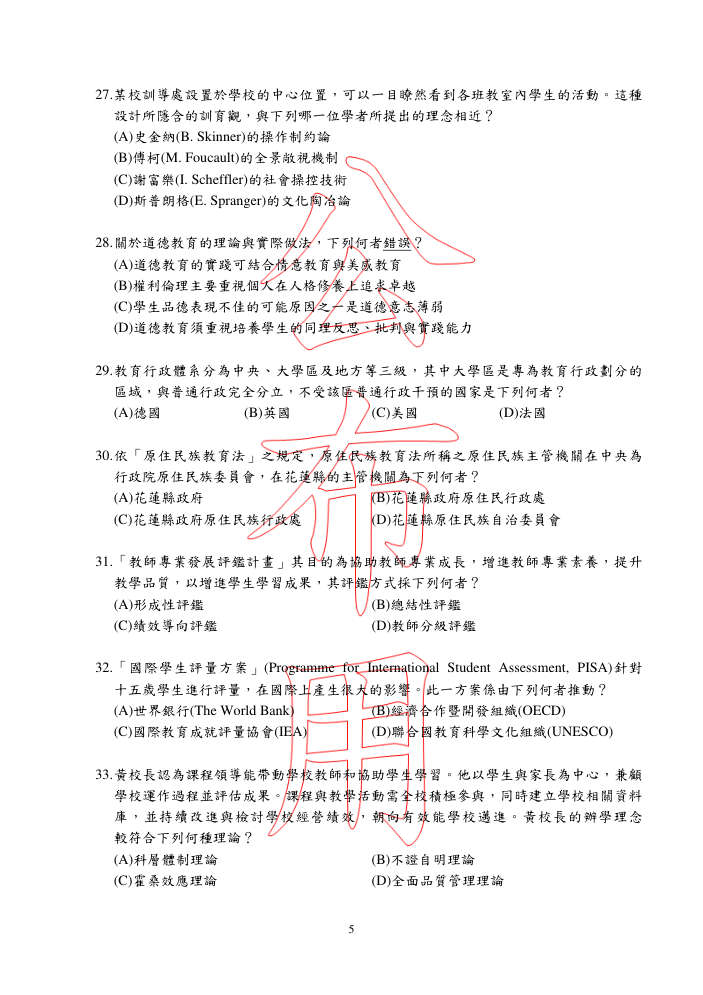 27.某校訓導處設置於學校的中心位置，可以一目瞭然看到各班教室內學生的活動。這種
設計所隱含的訓育觀，與下列哪一位學者所提出的理念相近？
(A)史金納(B. Skinner)的操作制約論
(B)傅柯(M. Foucault)的全景敞視機制
(C)謝富樂(I. Scheffler)的社會操控技術
(D)斯普朗格(E. Spranger)的文化陶冶論
28.關於道德教育的理論與實際做法，下列何者錯誤？
(A)道德教育的實踐可結合情意教育與美感教育
(B)權利倫理主要重視個人在人格修養上追求卓越
(C)學生品德表現不佳的可能原因之一是道德意志薄弱
(D)道德教育須重視培養學生的同理反思、批判與實踐能力
29.教育行政體系分為中央、大學區及地方等三級，其中大學區是專為教育行政劃分的
區域，與普通行政完全分立，不受該區普通行政干預的國家是下列何者？
(A)德國 (B)英國 (C)美國 (D)法國
30.依「原住民族教育法」之規定，原住民族教育法所稱之原住民族主管機關在中央為
行政院原住民族委員會，在花蓮縣的主管機關為下列何者？
(A)花蓮縣政府 (B)花蓮縣政府原住民行政處
(C)花蓮縣政府原住民族行政處 (D)花蓮縣原住民族自治委員會
31.「教師專業發展評鑑計畫」其目的為協助教師專業成長，增進教師專業素養，提升
教學品質，以增進學生學習成果，其評鑑方式採下列何者？
(A)形成性評鑑 (B)總結性評鑑
(C)績效導向評鑑 (D)教師分級評鑑
32.「國際學生評量方案」(Programme for International Student Assessment, PISA)針對
十五歲學生進行評量，在國際上產生很大的影響。此一方案係由下列何者推動？
(A)世界銀行(The World Bank) (B)經濟合作暨開發組織(OECD)
(C)國際教育成就評量協會(IEA) (D)聯合國教育科學文化組織(UNESCO)
33.黃校長認為課程領導能帶動學校教師和協助學生學習。他以學生與家長為中心，兼顧
學校運作過程並評估成果。課程與教學活動需全校積極參與，同時建立學校相關資料
庫，並持續改進與檢討學校經營績效，朝向有效能學校邁進。黃校長的辦學理念
較符合下列何種理論？
(A)科層體制理論 (B)不證自明理論
(C)霍桑效應理論 (D)全面品質管理理論
公布用
5